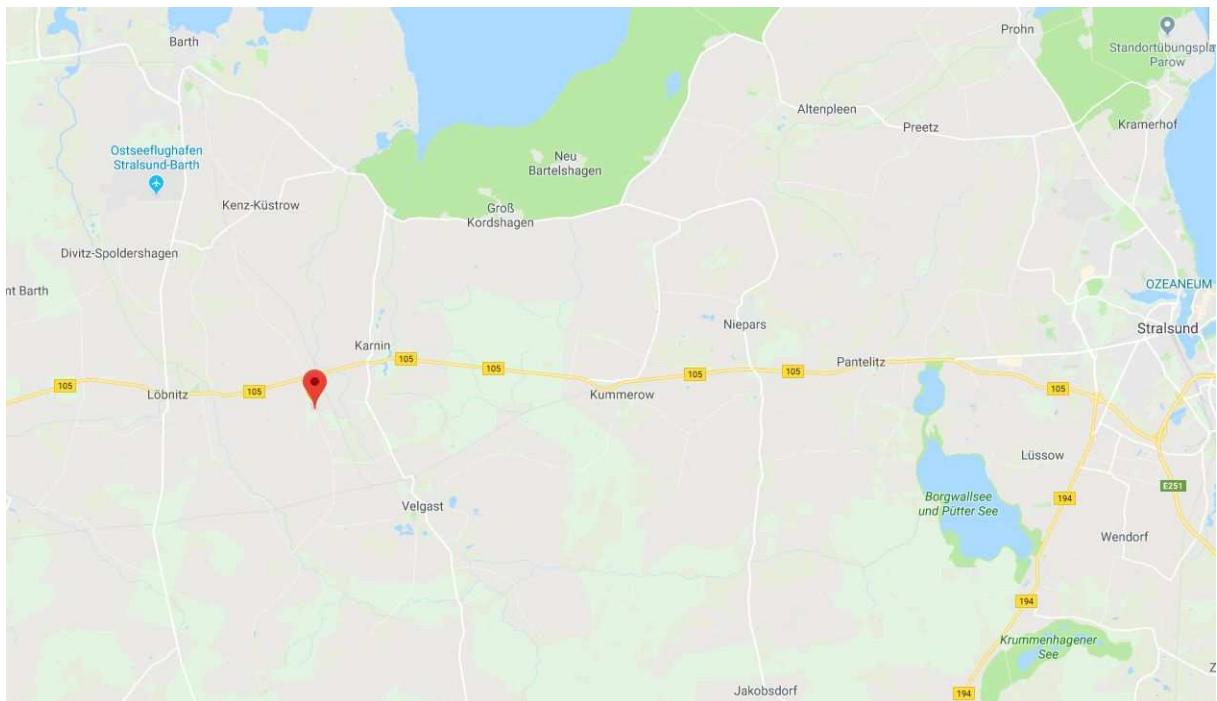 Barth
Prohn
Standortübungspla
Parow
Altenpleen
Preetz
Kramerhof
Ostseeflughafen
Stralsund-Barth
Neu
Bartelshagen
Kenz-Küstrow
Groß
Kordshagen
Divitz-Spoldershagen
nt Barth
OZEANEUM
Niepars
Stralsund
Karnin
105
105
105
105
105
105
105
Pantelitz
Löbnitz
Kummerow
Lüssow
E251
Velgast
Borgwallsee
und Pütter See
194
Wendorf
194
Krummenhagener
See
Z
Jakobsdorf
194